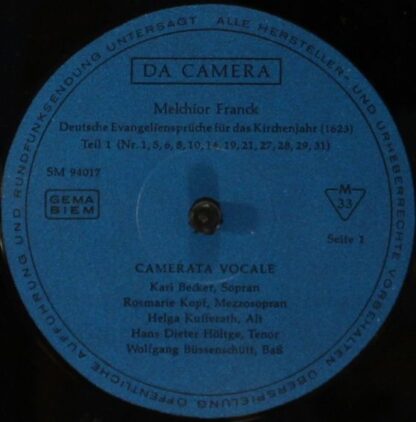 DA CAMERA
Melchior Franck
Deutsche Evangeliensprüche für das Kirchenjahr (1623)
Teil 1 (Nr. 1, 5, 6, 8, 10, 14, 19, 21, 27, 28, 29, 31)
SM 94017
GEMA
BIEM
M
33
Seite 1
CAMERATA VOCALE
Kari Becker, Sopran
Rosmarie Kopf, Mezzosopran
Helga Kufferath, Alt
Hans-Dieter Höltge, Tenor
Wolfgang Büssenschütt, Baß
ALLE HERSTELLER- UND URHEBERRECHTE VORBEHALTEN ÜBERSPIELUNG ÖFFENTLICHE AUFFÜHRUNG UND RUNDFUNKSENDUNG UNTERSAGT